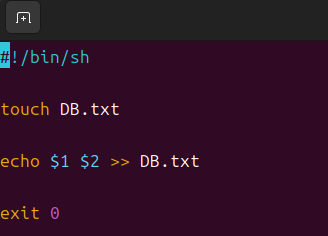 #!/bin/sh
touch DB.txt
echo $1 $2 >> DB.txt
exit 0